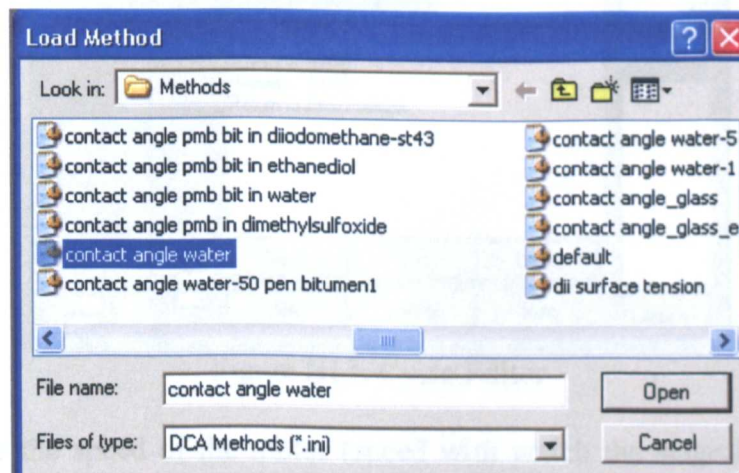 Load Method
Look in: Methods
contact angle pmb bit in diiodomethane-st43
contact angle pmb bit in ethanediol
contact angle pmb bit in water
contact angle pmb in dimethylsulfoxide
contact angle water
contact angle water-50 pen bitumen1
contact angle water-5
contact angle water-1
contact angle_glass
contact angle_glass_e
default
dii surface tension
File name: contact angle water
Open
Files of type: DCA Methods (*.ini)
Cancel